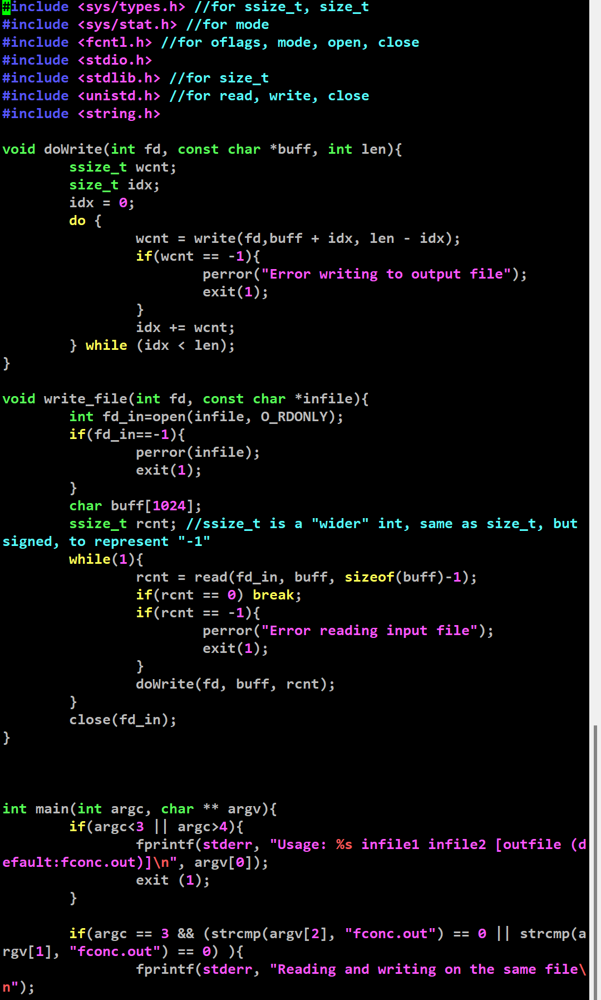 #include <sys/types.h> //for ssize_t, size_t
#include <sys/stat.h> //for mode
#include <fcntl.h> //for oflags, mode, open, close
#include <stdio.h>
#include <stdlib.h> //for size_t
#include <unistd.h> //for read, write, close
#include <string.h>

void doWrite(int fd, const char *buff, int len){
        ssize_t wcnt;
        size_t idx;
        idx = 0;
        do {
                wcnt = write(fd,buff + idx, len - idx);
                if(wcnt == -1){
                        perror("Error writing to output file");
                        exit(1);
                }
                idx += wcnt;
        } while (idx < len);
}

void write_file(int fd, const char *infile){
        int fd_in=open(infile, O_RDONLY);
        if(fd_in==-1){
                perror(infile);
                exit(1);
        }
        char buff[1024];
        ssize_t rcnt; //ssize_t is a "wider" int, same as size_t, but
signed, to represent "-1"
        while(1){
                rcnt = read(fd_in, buff, sizeof(buff)-1);
                if(rcnt == 0) break;
                if(rcnt == -1){
                        perror("Error reading input file");
                        exit(1);
                }
                doWrite(fd, buff, rcnt);
        }
        close(fd_in);
}

int main(int argc, char ** argv){
        if(argc<3 || argc>4){
                fprintf(stderr, "Usage: %s infile1 infile2 [outfile (d
efault:fconc.out)]\n", argv[0]);
                exit (1);
        }

        if(argc == 3 && (strcmp(argv[2], "fconc.out") == 0 || strcmp(a
rgv[1], "fconc.out") == 0) ){
                fprintf(stderr, "Reading and writing on the same file\
n");